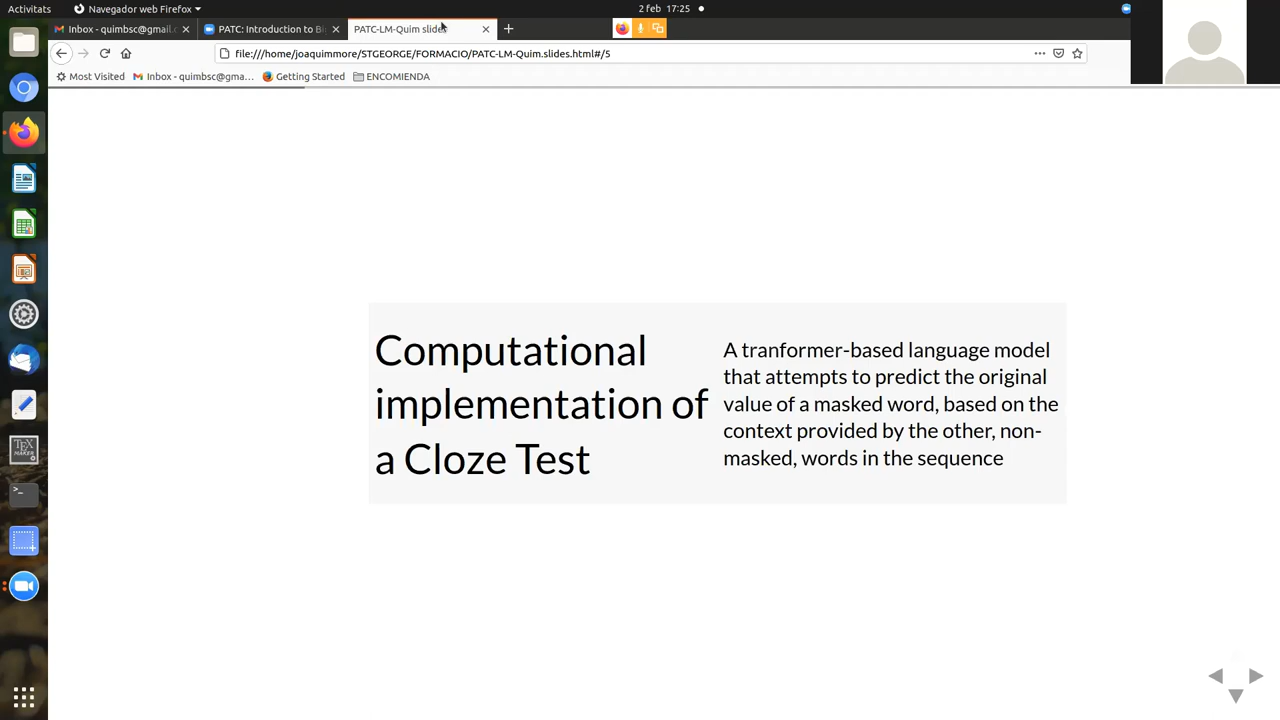 Activitats
Navegador web Firefox
2 feb 17:25
Inbox - quimbsc@gmail.c
PATC: Introduction to Bi
PATC-LM-Quim slides
file:///home/joaquimmore/STGEORGE/FORMACIO/PATC-LM-Quim.slides.html#/5
Most Visited
Inbox - quimbsc@gma...
Getting Started
ENCOMIENDA
Computational
implementation of
a Cloze Test
A tranformer-based language model
that attempts to predict the original
value of a masked word, based on the
context provided by the other, non-
masked, words in the sequence
TEX
MAKER